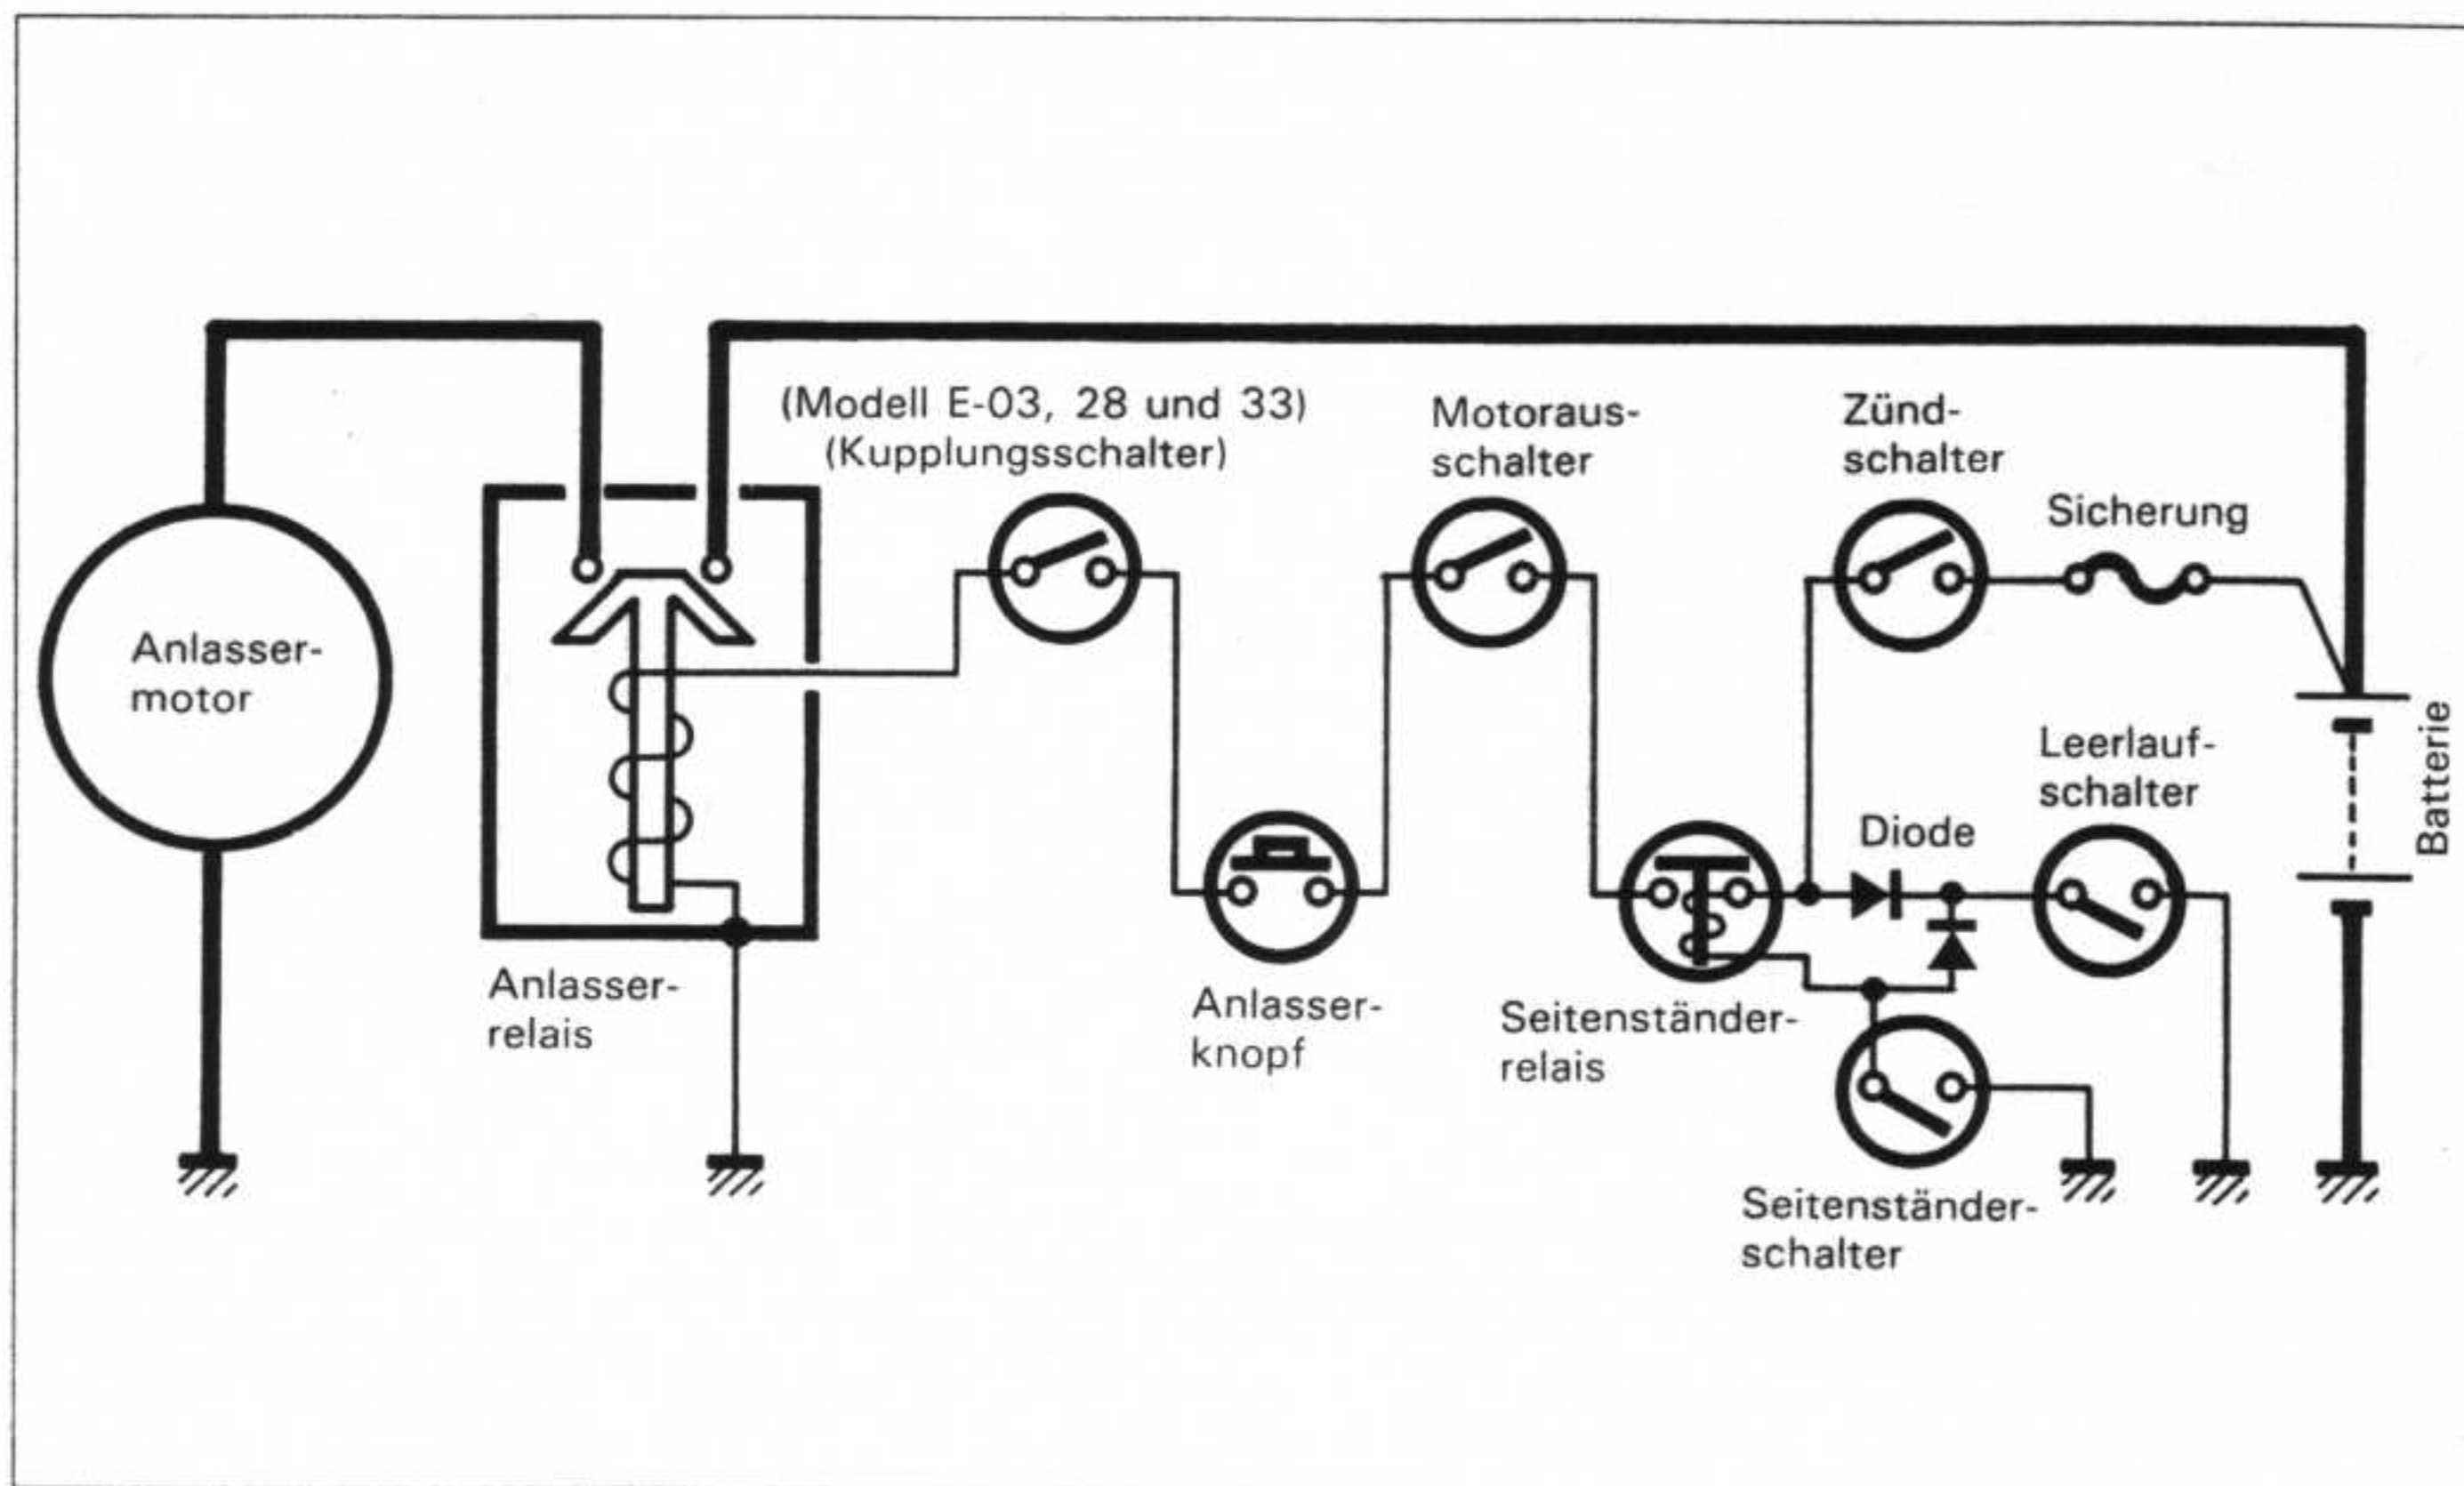 (Modell E-03, 28 und 33)
(Kupplungsschalter)
Motoraus-
schalter
Zünd-
schalter
Sicherung
Anlasser-
motor
Batterie
Leerlauf-
schalter
Diode
Anlasser-
relais
Anlasser-
knopf
Seitenständer-
relais
Seitenständer-
schalter